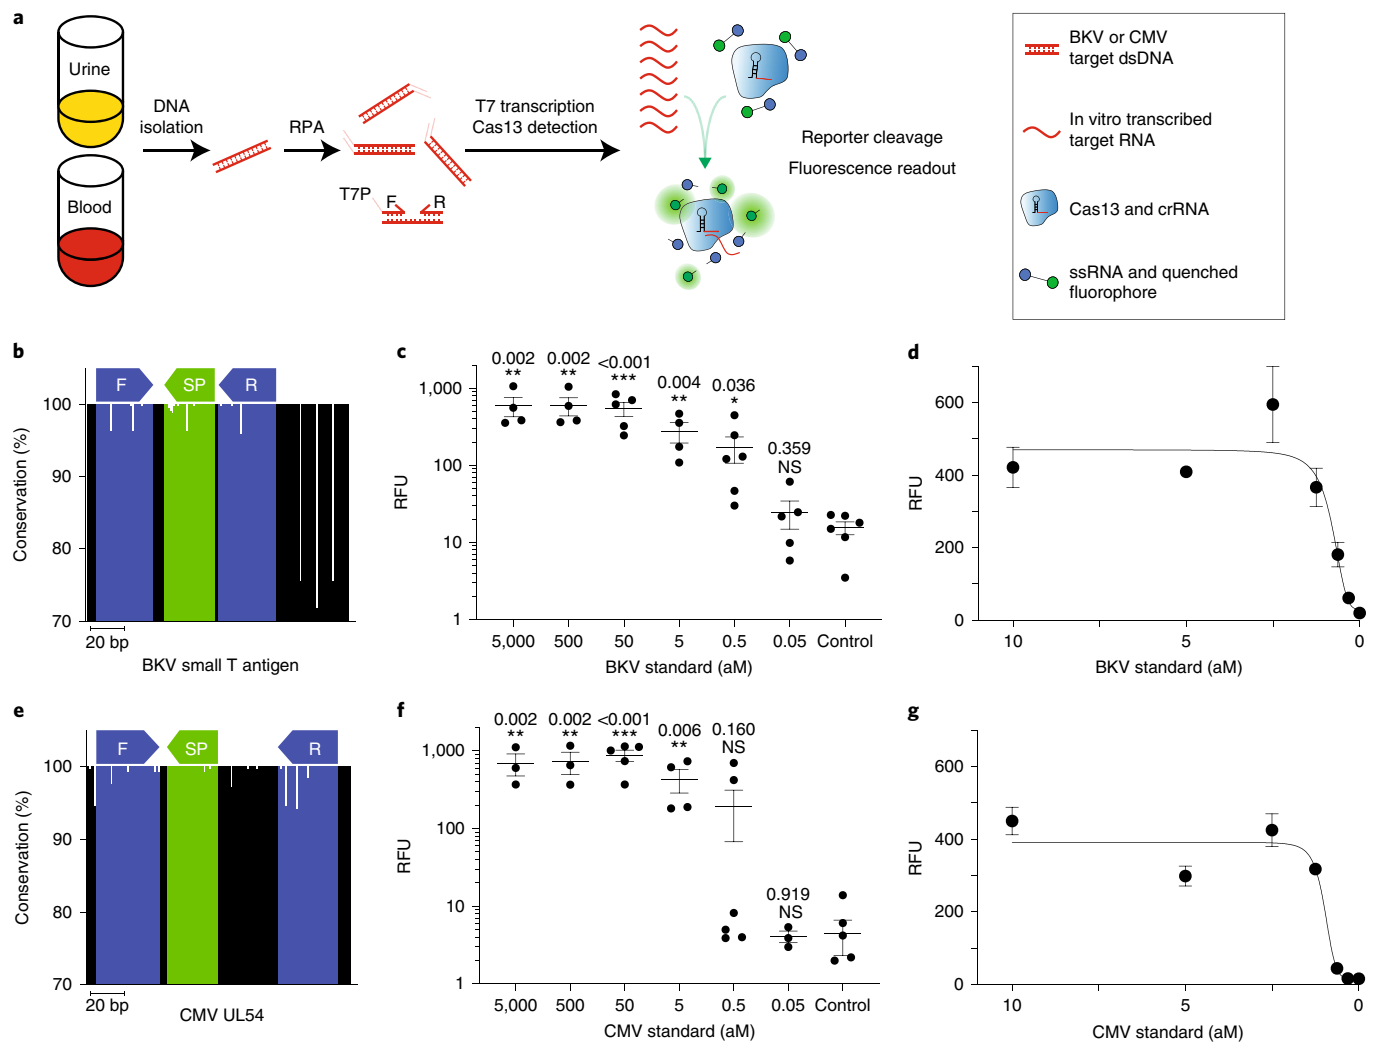 a
Urine
Blood
DNA
isolation
RPA
T7P
F
R
T7 transcription
Cas13 detection
Reporter cleavage
Fluorescence readout
BKV or CMV
target dsDNA
In vitro transcribed
target RNA
Cas13 and crRNA
ssRNA and quenched
fluorophore
b
F
SP
R
Conservation (%)
100
90
80
70
20 bp
BKV small T antigen
c
0.002
**
0.002
**
<0.001
***
0.004
**
0.036
*
0.359
NS
RFU
1,000
100
10
1
5,000 500 50 5 0.5 0.05 Control
BKV standard (aM)
d
RFU
600
400
200
0
10 5 0
BKV standard (aM)
e
F
SP
R
Conservation (%)
100
90
80
70
20 bp
CMV UL54
f
0.002
**
0.002
**
<0.001
***
0.006
**
0.160
NS
0.919
NS
RFU
1,000
100
10
1
5,000 500 50 5 0.5 0.05 Control
CMV standard (aM)
g
RFU
600
400
200
0
10 5 0
CMV standard (aM)